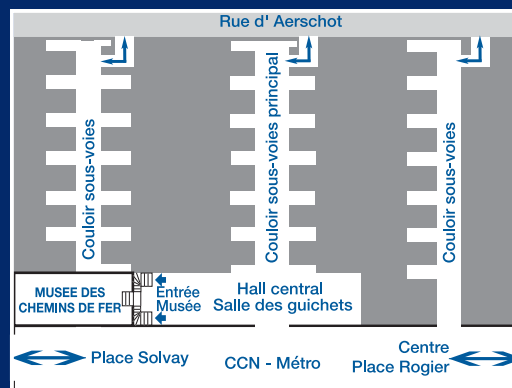 Rue d' Aerschot
Couloir sous-voies
Couloir sous-voies principal
Couloir sous-voies
MUSEE DES
CHEMINS DE FER
Entrée
Musée
Hall central
Salle des guichets
Place Solvay
CCN - Métro
Centre
Place Rogier